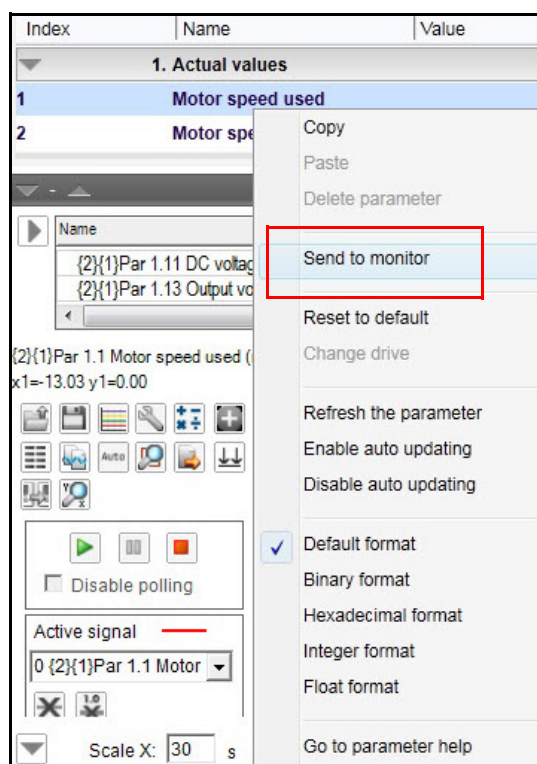 Index Name Value
1. Actual values
1 Motor speed used
2 Motor spe
Copy
Paste
Delete parameter
Send to monitor
Reset to default
Change drive
Refresh the parameter
Enable auto updating
Disable auto updating
Default format
Binary format
Hexadecimal format
Integer format
Float format
Go to parameter help
Name
{2}{1}Par 1.11 DC voltag
{2}{1}Par 1.13 Output vo
{2}{1}Par 1.1 Motor speed used (
x1=-13.03 y1=0.00
Auto
Y
X
Disable polling
Active signal
0 {2}{1}Par 1.1 Motor
1.0
Scale X: 30 s